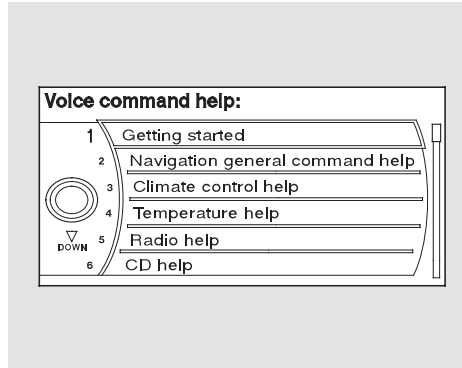 Voice command help:
1 Getting started
2 Navigation general command help
3 Climate control help
4 Temperature help
DOWN 5 Radio help
6 CD help